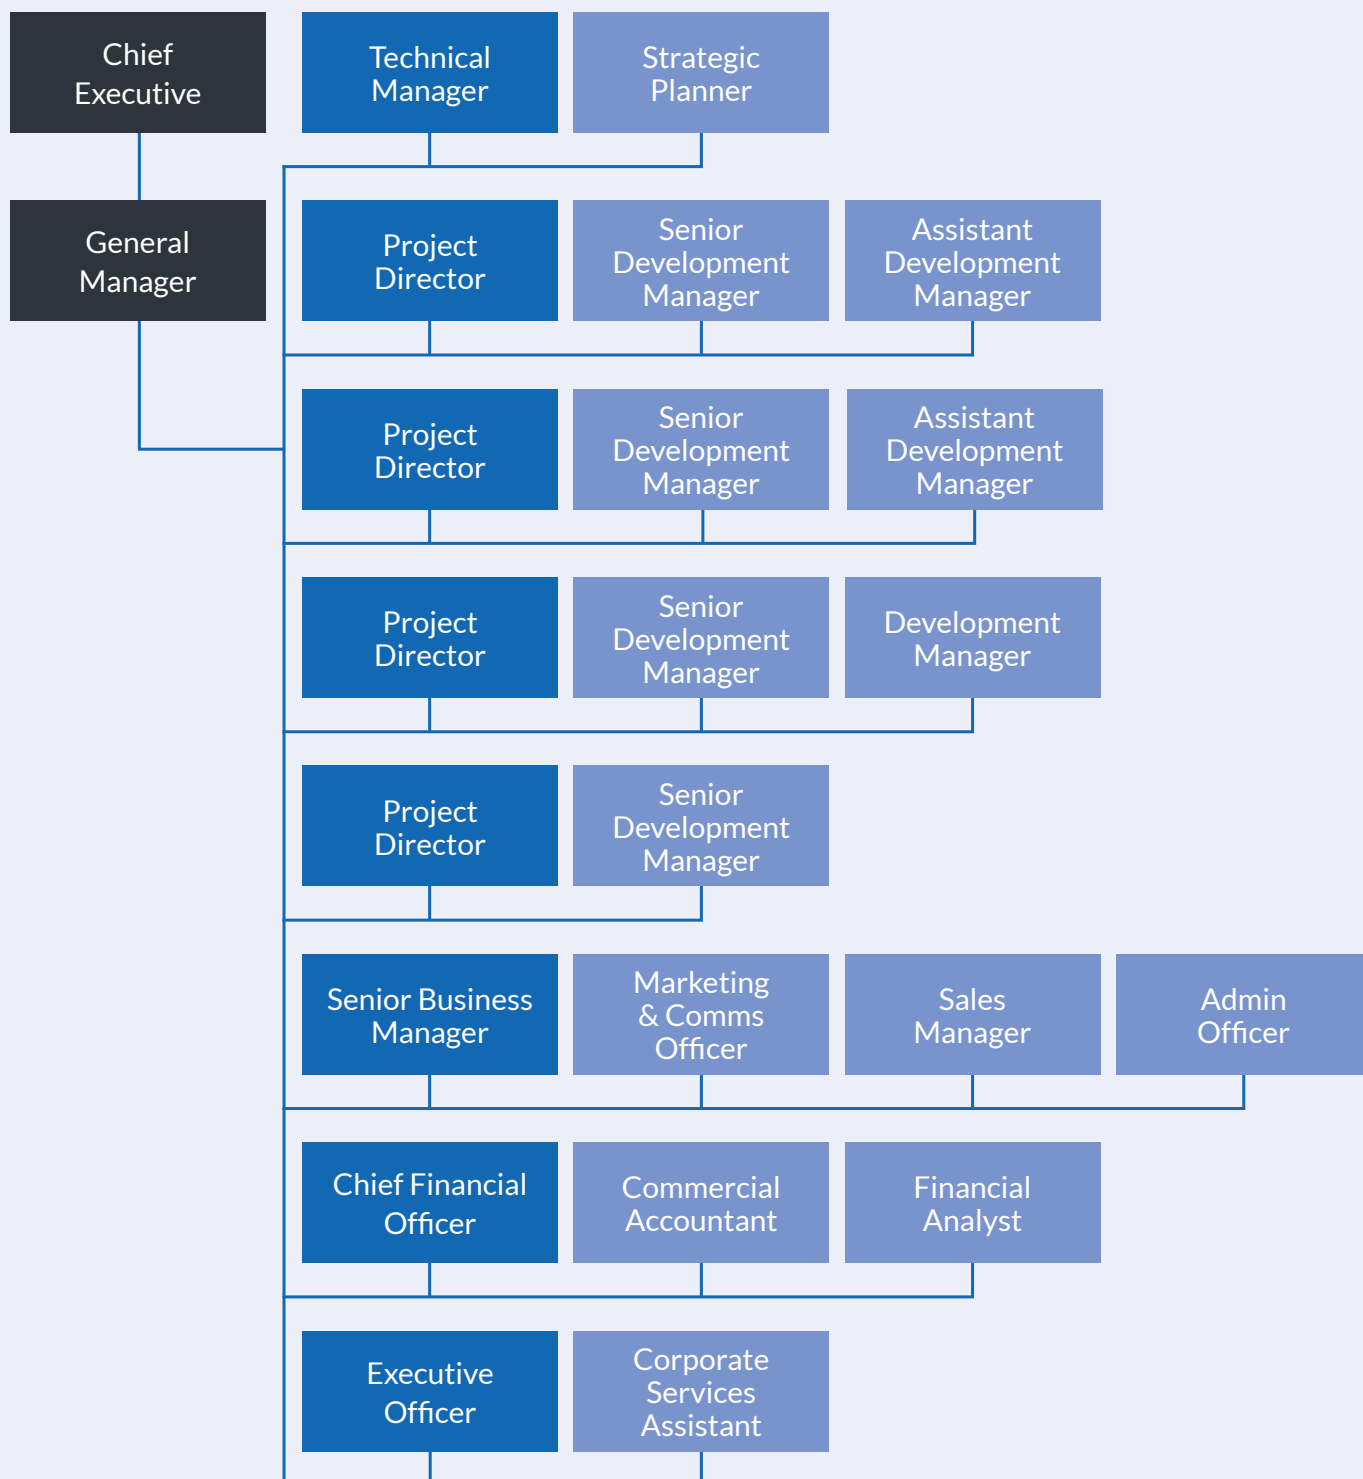 Chief
Executive
Technical
Manager
Strategic
Planner
General
Manager
Project
Director
Senior
Development
Manager
Assistant
Development
Manager
Project
Director
Senior
Development
Manager
Assistant
Development
Manager
Project
Director
Senior
Development
Manager
Development
Manager
Project
Director
Senior
Development
Manager
Senior Business
Manager
Marketing
& Comms
Officer
Sales
Manager
Admin
Officer
Chief Financial
Officer
Commercial
Accountant
Financial
Analyst
Executive
Officer
Corporate
Services
Assistant